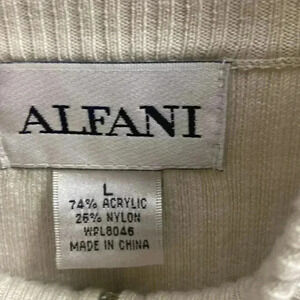 ALFANI
L
74% ACRYLIC
26% NYLON
WPL8046
MADE IN CHINA